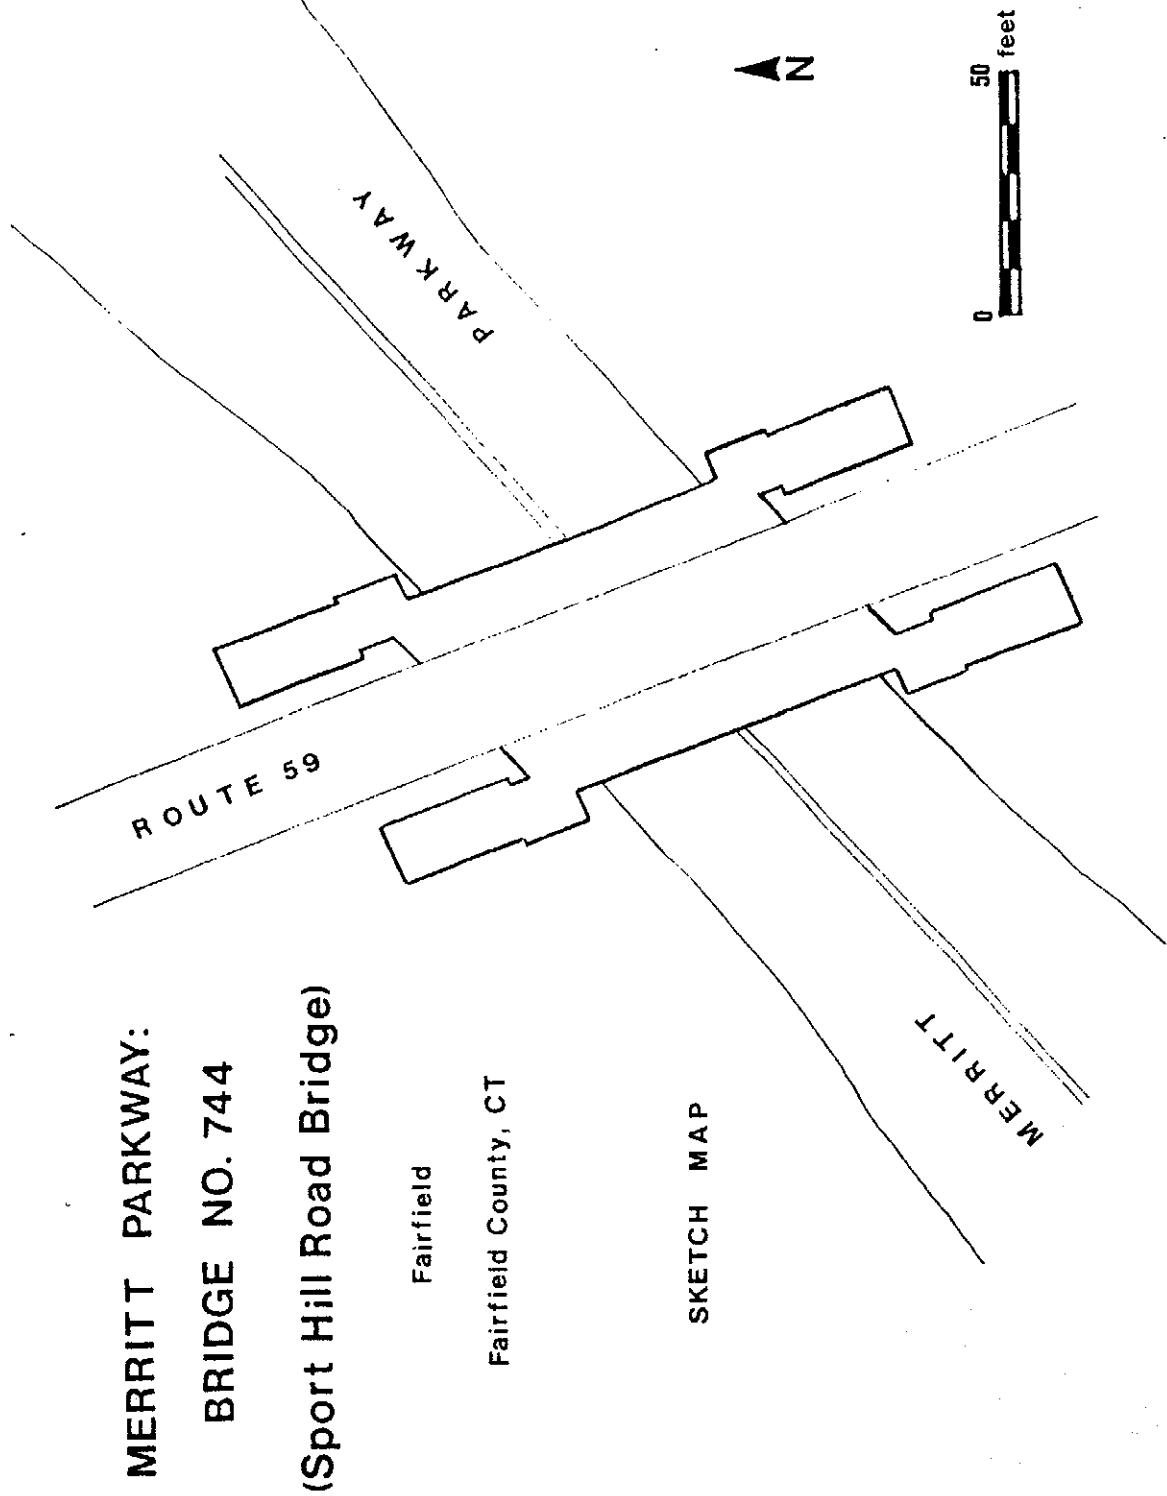 MERRITT PARKWAY:
BRIDGE NO. 744
(Sport Hill Road Bridge)
Fairfield
Fairfield County, CT
SKETCH MAP
ROUTE 59
MERRITT
PARKWAY
N
0 50 feet